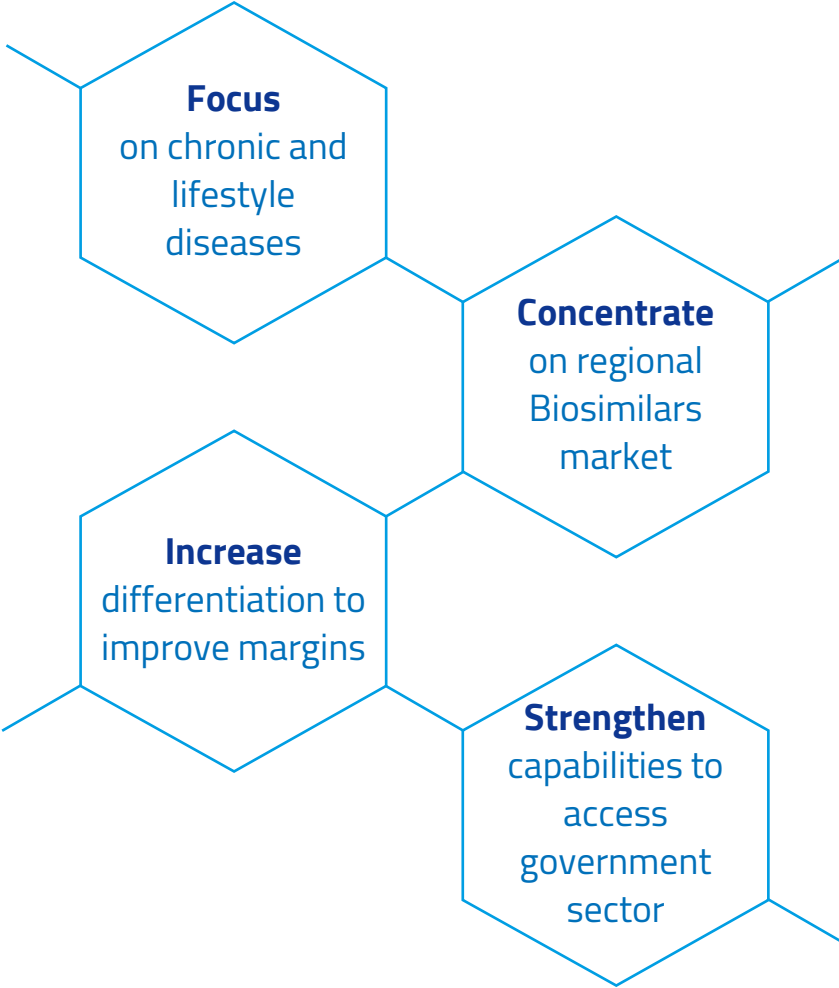 Focus
on chronic and
lifestyle
diseases
Concentrate
on regional
Biosimilars
market
Increase
differentiation to
improve margins
Strengthen
capabilities to
access
government
sector